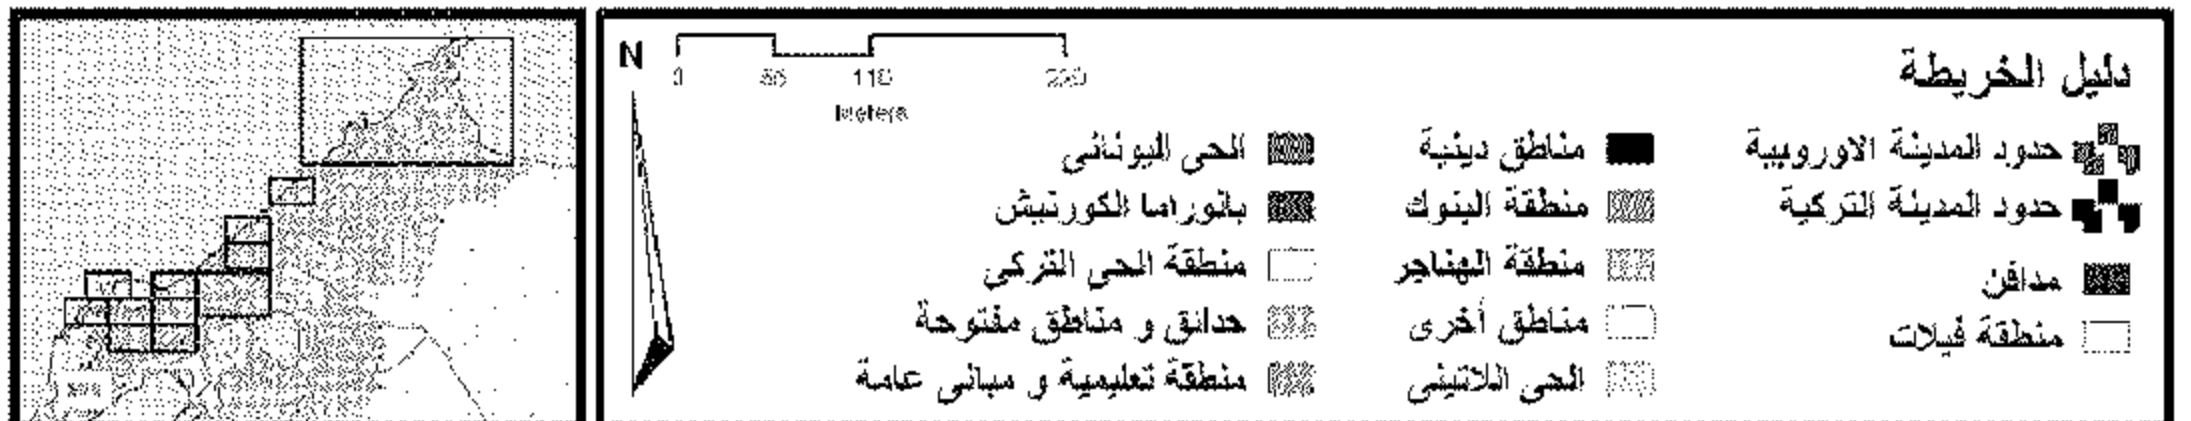 دليل الخريطة
N
0 55 110 220
Meters
حدود المدينة الاوروبية
حدود المدينة التركية
مدافن
منطقة فيلات
مناطق دينية
منطقة البنوك
منطقة الهناجر
مناطق أخرى
الحى اللاتينى
الحى اليونانى
بانوراما الكورنيش
منطقة الحى التركى
حدائق و مناطق مفتوحة
منطقة تعليمية و مبانى عامة